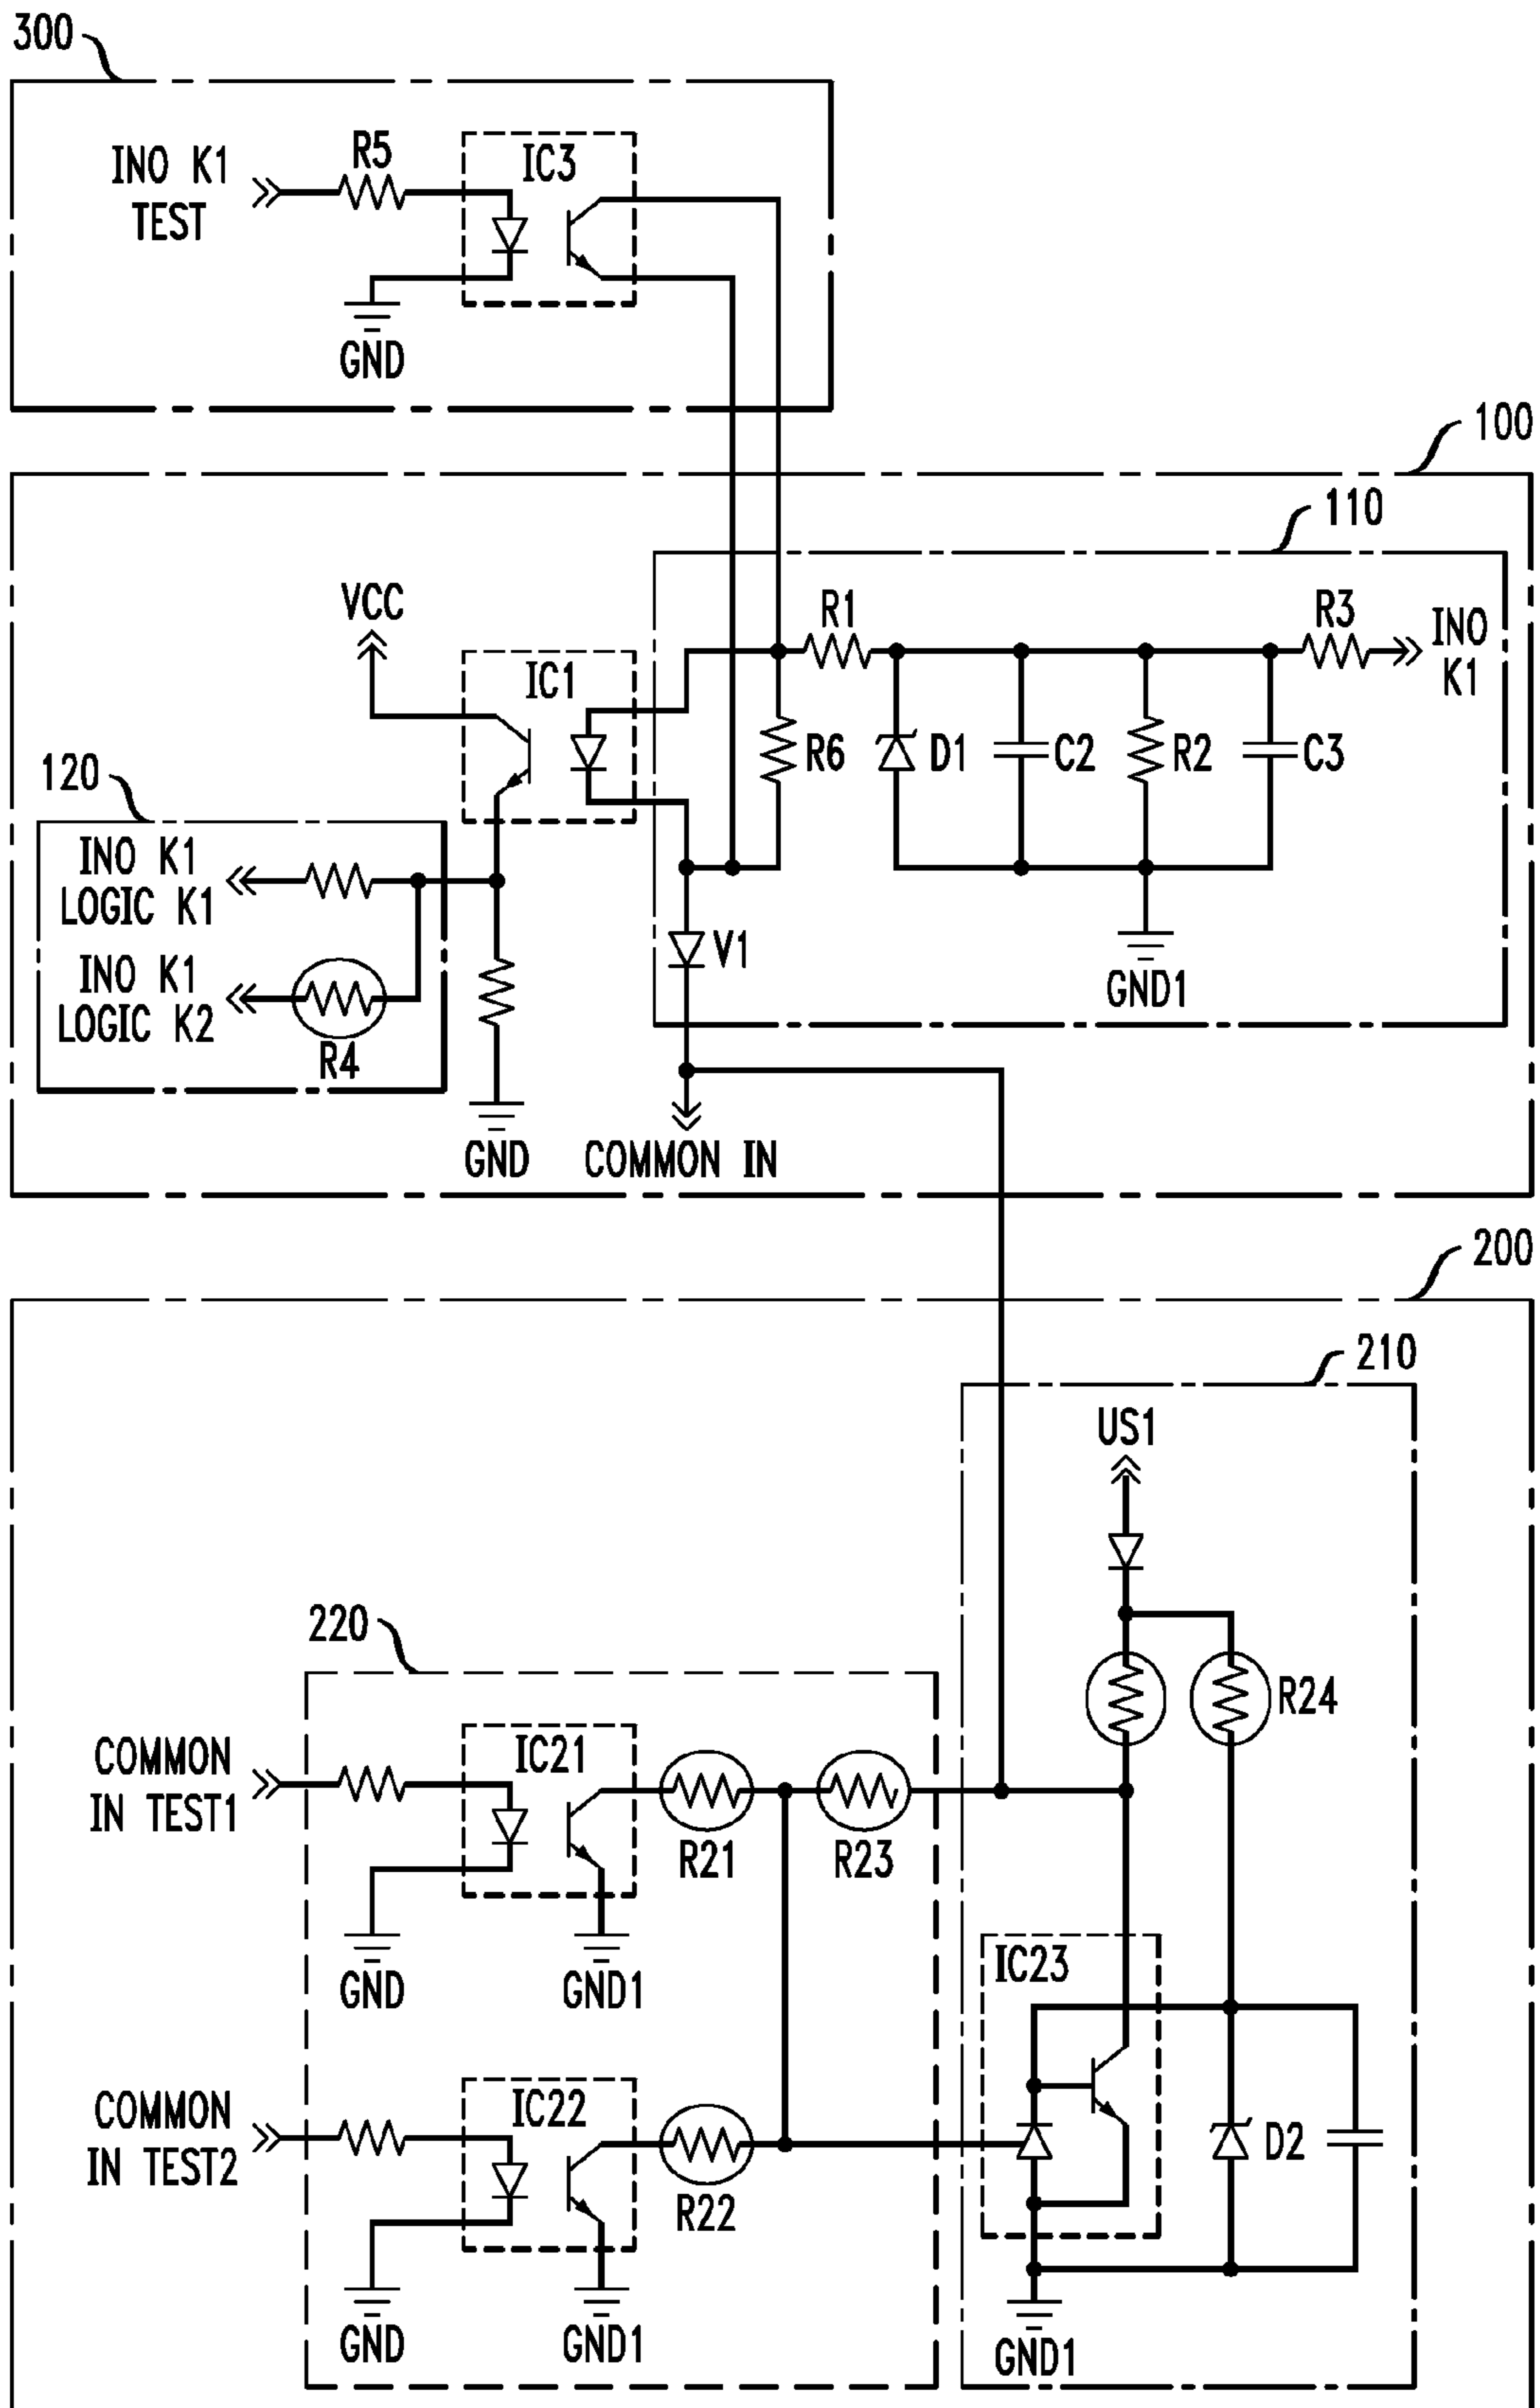 300
INO K1
TEST
R5
IC3
GND
100
110
VCC
IC1
R1
R3
INO
K1
R6
D1
C2
R2
C3
120
INO K1
LOGIC K1
INO K1
LOGIC K2
R4
V1
GND1
GND
COMMON IN
200
210
US1
220
R24
COMMON
IN TEST1
IC21
R21
R23
GND
GND1
IC23
COMMON
IN TEST2
IC22
R22
D2
GND
GND1
GND1